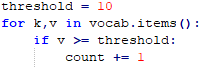 threshold = 10
for k,v in vocab.items():
    if v >= threshold:
        count += 1